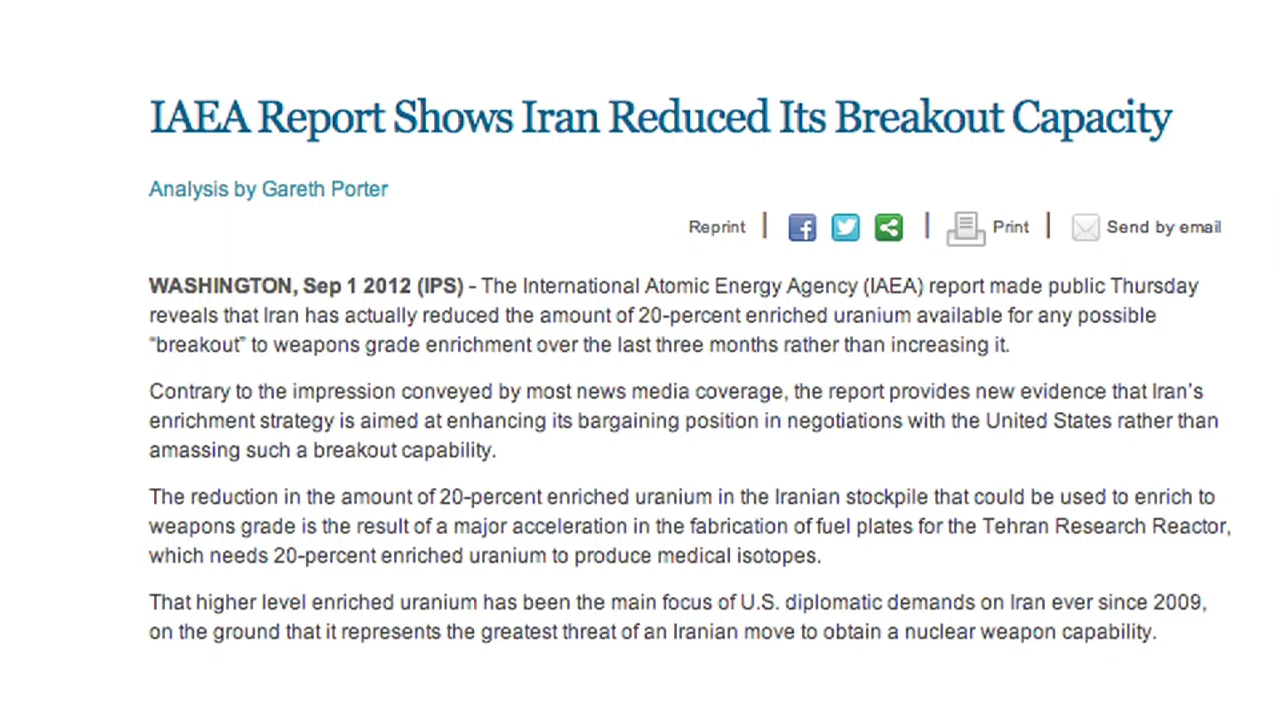 IAEA Report Shows Iran Reduced Its Breakout Capacity
Analysis by Gareth Porter
Reprint | | Print | Send by email
WASHINGTON, Sep 1 2012 (IPS) - The International Atomic Energy Agency (IAEA) report made public Thursday
reveals that Iran has actually reduced the amount of 20-percent enriched uranium available for any possible
“breakout” to weapons grade enrichment over the last three months rather than increasing it.
Contrary to the impression conveyed by most news media coverage, the report provides new evidence that Iran’s
enrichment strategy is aimed at enhancing its bargaining position in negotiations with the United States rather than
amassing such a breakout capability.
The reduction in the amount of 20-percent enriched uranium in the Iranian stockpile that could be used to enrich to
weapons grade is the result of a major acceleration in the fabrication of fuel plates for the Tehran Research Reactor,
which needs 20-percent enriched uranium to produce medical isotopes.
That higher level enriched uranium has been the main focus of U.S. diplomatic demands on Iran ever since 2009,
on the ground that it represents the greatest threat of an Iranian move to obtain a nuclear weapon capability.